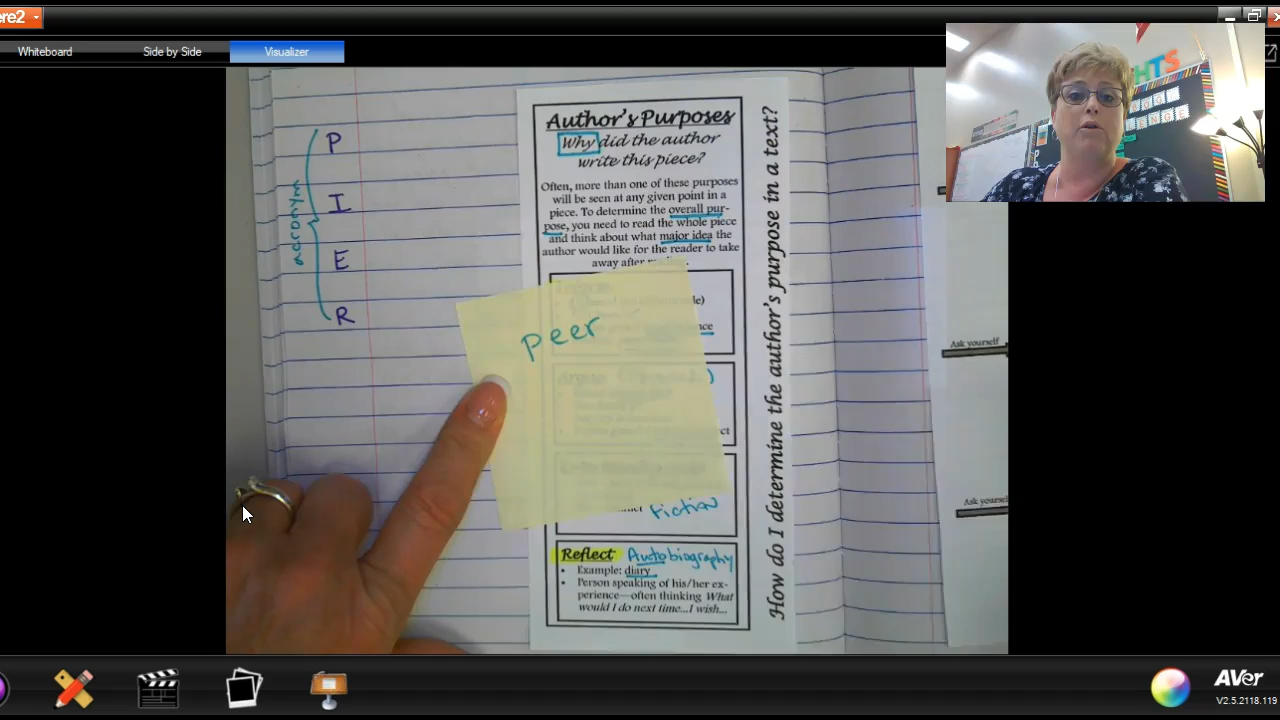 ere2
Whiteboard
Side by Side
Visualizer
HTS
acronym
P
I
E
R
Author's Purposes
Why did the author
write this piece?
Often, more than one of these purposes
will be seen at any given point in a
piece. To determine the overall pur-
pose, you need to read the whole piece
and think about what major idea the
author would like for the reader to take
away after
peer
Fiction
Reflect Autobiography
• Example: diary
• Person speaking of his/her ex-
perience—often thinking What
would I do next time...I wish...
How do I determine the author's purpose in a text?
Ask yourself
Ask yourself
AVer
V2.5.2118.119